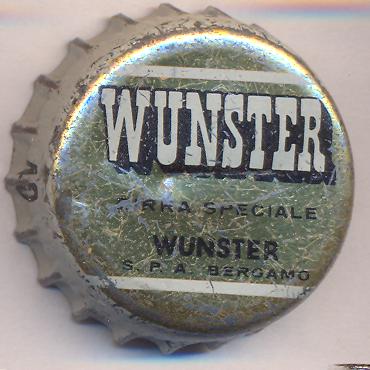 WUNSTER
BIRRA SPECIALE
WUNSTER
S. P. A. BERGAMO